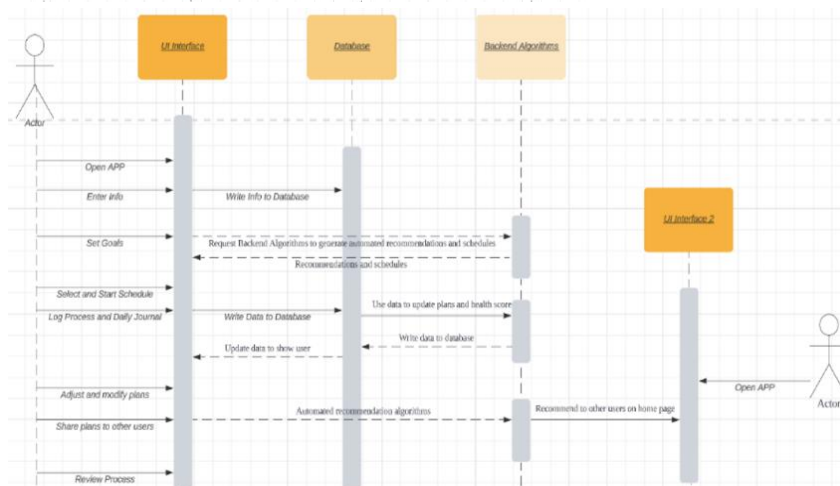 UI Interface
Database
Backend Algorithms
Actor
Open APP
Enter Info
Write Info to Database
UI Interface 2
Set Goals
Request Backend Algorithms to generate automated recommendations and schedules
Recommendations and schedules
Select and Start Schedule
Log Process and Daily Journal
Write Data to Database
Use data to update plans and health score
Write data to database
Update data to show user
Open APP
Adjust and modify plans
Actor
Automated recommendation algorithms
Recommend to other users on home page
Share plans to other users
Review Process